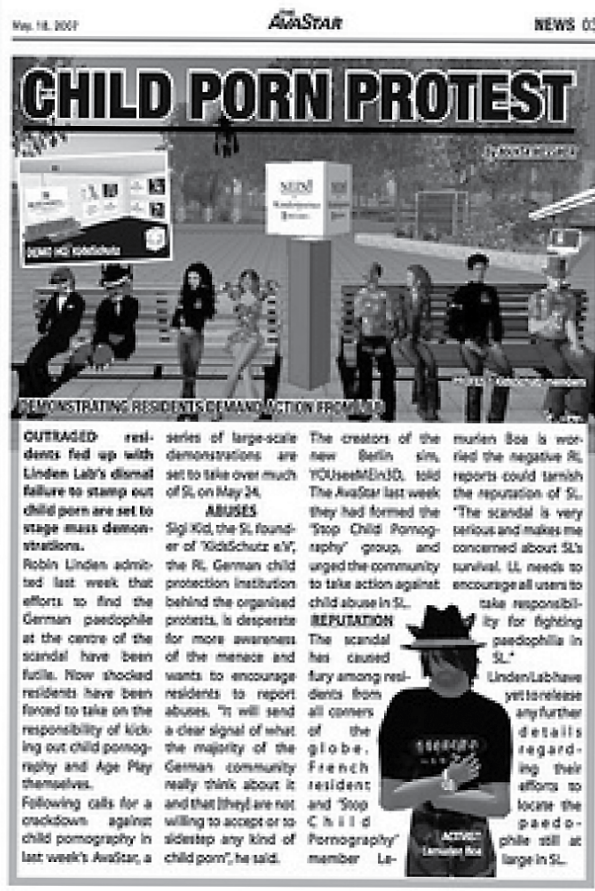 May. 18, 2007
THE
AVASTAR
NEWS 03
CHILD PORN PROTEST
DEMO HQ: KidsSchutz
DEMONSTRATING RESIDENTS DEMAND ACTION FROM
OUTRAGED resi-
dents fed up with
Linden Lab's dismal
failure to stamp out
child porn are set to
stage mass demon-
strations.
Robin Linden admit-
ted last week that
efforts to find the
German paedophile
at the centre of the
scandal have been
futile. Now shocked
residents have been
forced to take on the
responsibility of kick-
ing out child pornog-
raphy and Age Play
themselves.
Following calls for a
crackdown against
child pornography in
last week's AvaStar, a
series of large-scale
demonstrations are
set to take over much
of SL on May 24.
ABUSES
Sigi Kid, the SL found-
er of "KidsSchutz e.V",
the RL German child
protection institution
behind the organised
protests, is desperate
for more awareness
of the menace and
wants to encourage
residents to report
abuses. "It will send
a clear signal of what
the majority of the
German community
really think about it
and that [they] are not
willing to accept or to
sidestep any kind of
child porn", he said.
The creators of the
new Berlin sim,
YOUseeMEin3D, told
The AvaStar last week
they had formed the
"Stop Child Pornog-
raphy" group, and
urged the community
to take action against
child abuse in SL.
REPUTATION
The scandal
has caused
fury among resi-
dents from
all corners
of the
globe.
French
resident
and "Stop
Child
Pornography"
member Le-
murien Boa is wor-
ried the negative RL
reports could tarnish
the reputation of SL.
"The scandal is very
serious and makes me
concerned about SL's
survival. LL needs to
encourage all users to
take responsibil-
ity for fighting
paedophilia in
SL."
Linden Lab have
yet to release
any further
details
regard-
ing their
efforts to
locate the
paedo-
phile still at
large in SL.
ACTIVIST:
Lemurien Boa